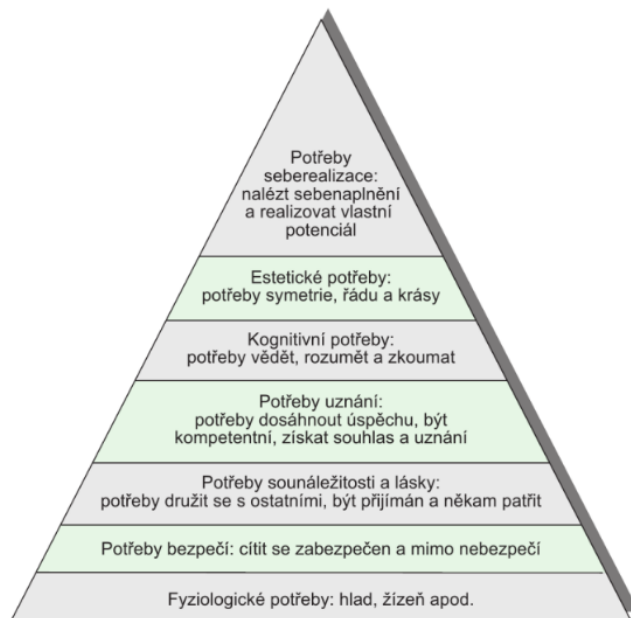 Potřeby
seberealizace:
nalézt sebenaplnění
a realizovat vlastní
potenciál
Estetické potřeby:
potřeby symetrie, řádu a krásy
Kognitivní potřeby:
potřeby vědět, rozumět a zkoumat
Potřeby uznání:
potřeby dosáhnout úspěchu, být
kompetentní, získat souhlas a uznání
Potřeby sounáležitosti a lásky:
potřeby družit se s ostatními, být přijímán a někam patřit
Potřeby bezpečí: cítit se zabezpečen a mimo nebezpečí
Fyziologické potřeby: hlad, žízeň apod.